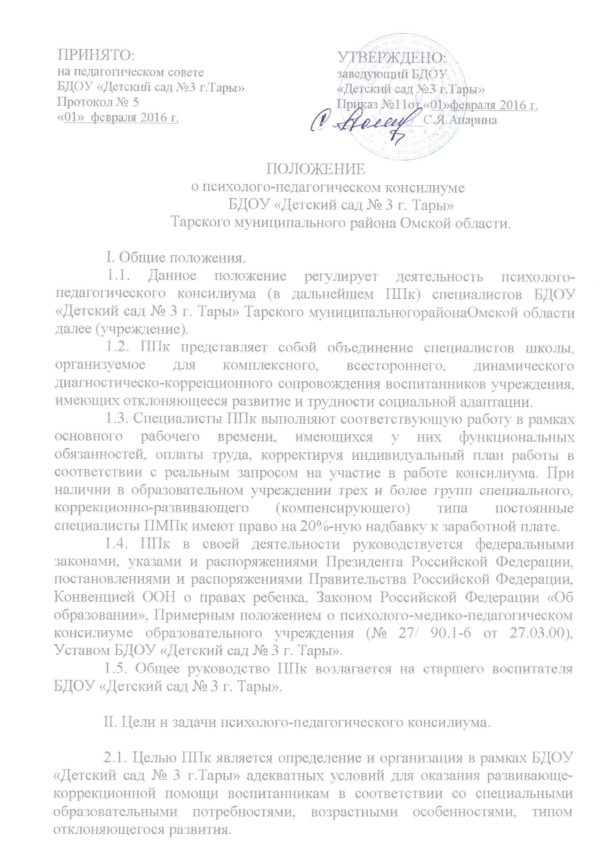 ПРИНЯТО:
на педагогическом совете
БДОУ «Детский сад №3 г.Тары»
Протокол № 5
«01» февраля 2016 г.
УТВЕРЖДЕНО:
заведующий БДОУ
«Детский сад №3 г.Тары»
Приказ №11от «01»февраля 2016 г.
С.Я.Апарина
ПОЛОЖЕНИЕ
о психолого-педагогическом консилиуме
БДОУ «Детский сад № 3 г. Тары»
Тарского муниципального района Омской области.
I. Общие положения.
1.1. Данное положение регулирует деятельность психолого-
педагогического консилиума (в дальнейшем ППк) специалистов БДОУ
«Детский сад № 3 г. Тары» Тарского муниципальногорайонаОмской области
далее (учреждение).
1.2. ППк представляет собой объединение специалистов школы,
организуемое для комплексного, всестороннего, динамического
диагностическо-коррекционного сопровождения воспитанников учреждения,
имеющих отклоняющееся развитие и трудности социальной адаптации.
1.3. Специалисты ППк выполняют соответствующую работу в рамках
основного рабочего времени, имеющихся у них функциональных
обязанностей, оплаты труда, корректируя индивидуальный план работы в
соответствии с реальным запросом на участие в работе консилиума. При
наличии в образовательном учреждении трех и более групп специального,
коррекционно-развивающего (компенсирующего) типа постоянные
специалисты ПМПк имеют право на 20%-ную надбавку к заработной плате.
1.4. ППк в своей деятельности руководствуется федеральными
законами, указами и распоряжениями Президента Российской Федерации,
постановлениями и распоряжениями Правительства Российской Федерации,
Конвенцией ООН о правах ребенка, Законом Российской Федерации «Об
образовании», Примерным положением о психолого-медико-педагогическом
консилиуме образовательного учреждения (№ 27/ 90.1-6 от 27.03.00),
Уставом БДОУ «Детский сад № 3 г. Тары».
1.5. Общее руководство ППк возлагается на старшего воспитателя
БДОУ «Детский сад № 3 г. Тары».
II. Цели и задачи психолого-педагогического консилиума.
2.1. Целью ППк является определение и организация в рамках БДОУ
«Детский сад № 3 г.Тары» адекватных условий для оказания развивающе-
коррекционной помощи воспитанникам в соответствии со специальными
образовательными потребностями, возрастными особенностями, типом
отклоняющегося развития.